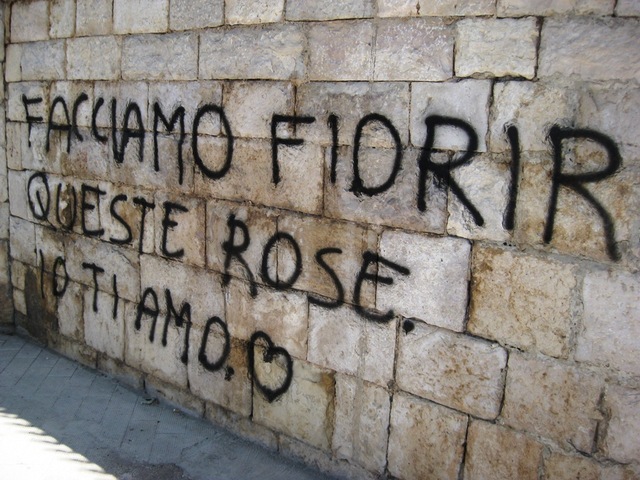 FACCIAMO FIORIR
QUESTE ROSE.
IO TI AMO. ♡